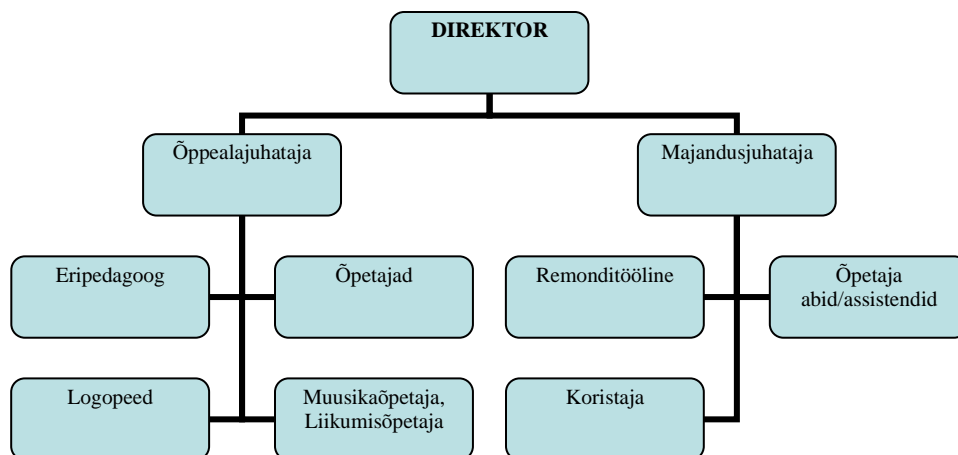 DIREKTOR
Õppealajuhataja
Majandusjuhataja
Eripedagoog
Õpetajad
Remonditööline
Õpetaja
abid/assistendid
Logopeed
Muusikaõpetaja,
Liikumisõpetaja
Koristaja